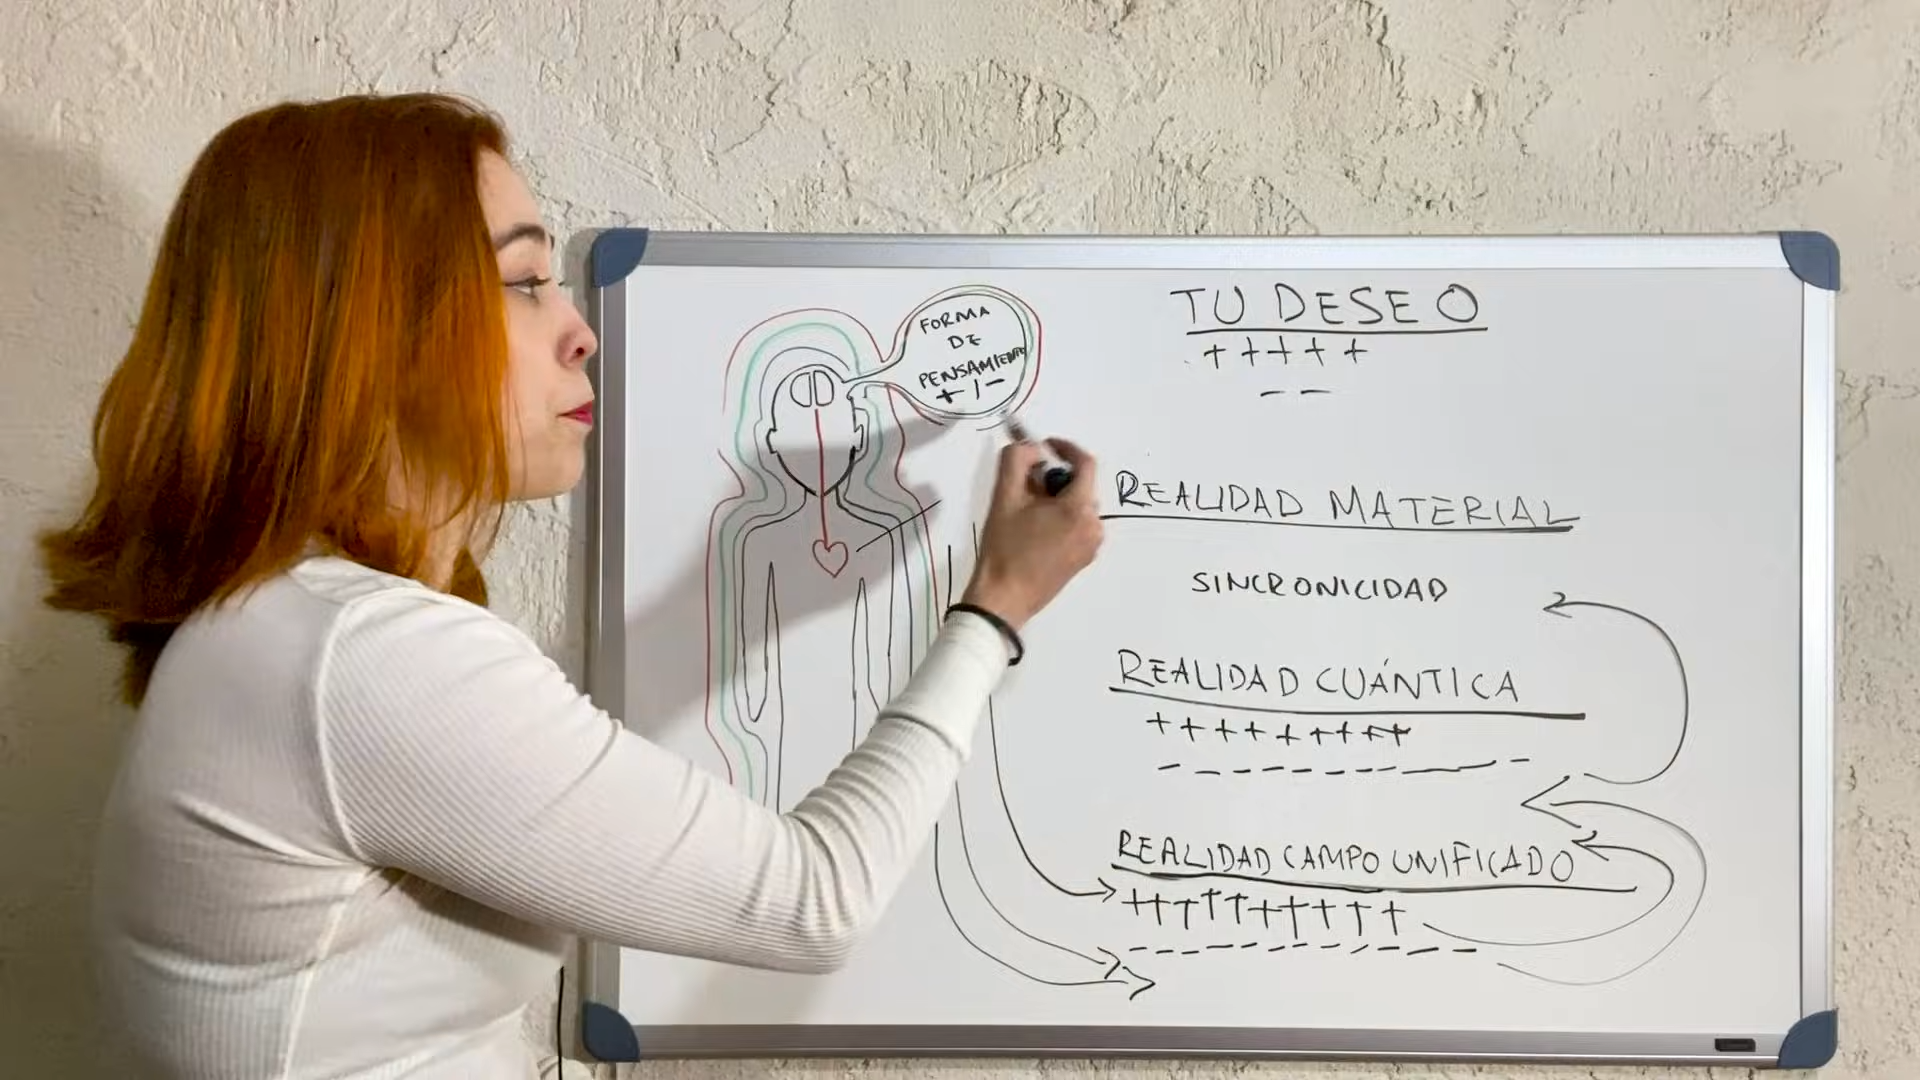 FORMA
DE
PENSAMIENTO
+ / -
TU DESEO
+ + + + +
- -
REALIDAD MATERIAL
SINCRONICIDAD
REALIDAD CUÁNTICA
+ + + + + + + + +
- - - - - - - - - -
REALIDAD CAMPO UNIFICADO
+ + + + + + + + + +
- - - - - - - - - -